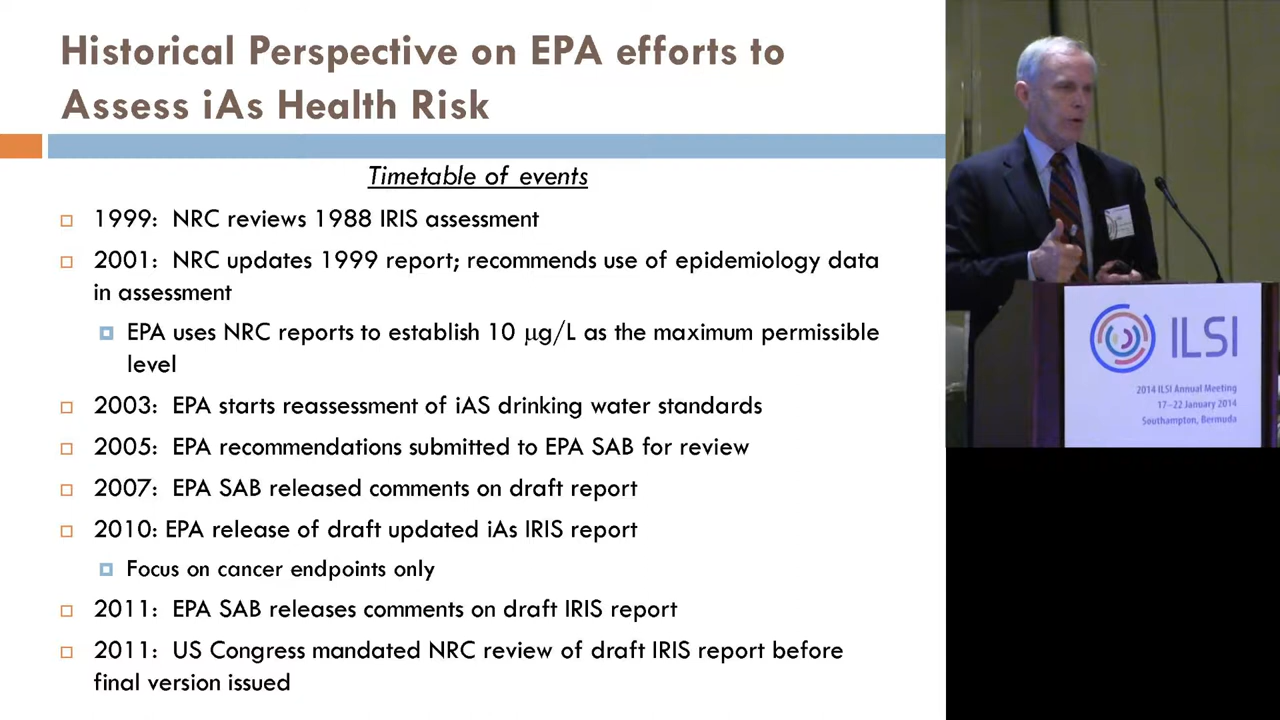 Historical Perspective on EPA efforts to
Assess iAs Health Risk
Timetable of events
1999: NRC reviews 1988 IRIS assessment
2001: NRC updates 1999 report; recommends use of epidemiology data
in assessment
EPA uses NRC reports to establish 10 µg/L as the maximum permissible
level
2003: EPA starts reassessment of iAS drinking water standards
2005: EPA recommendations submitted to EPA SAB for review
2007: EPA SAB released comments on draft report
2010: EPA release of draft updated iAs IRIS report
Focus on cancer endpoints only
2011: EPA SAB releases comments on draft IRIS report
2011: US Congress mandated NRC review of draft IRIS report before
final version issued
ILSI
2014 ILSI Annual Meeting
17–22 January 2014
Southampton, Bermuda